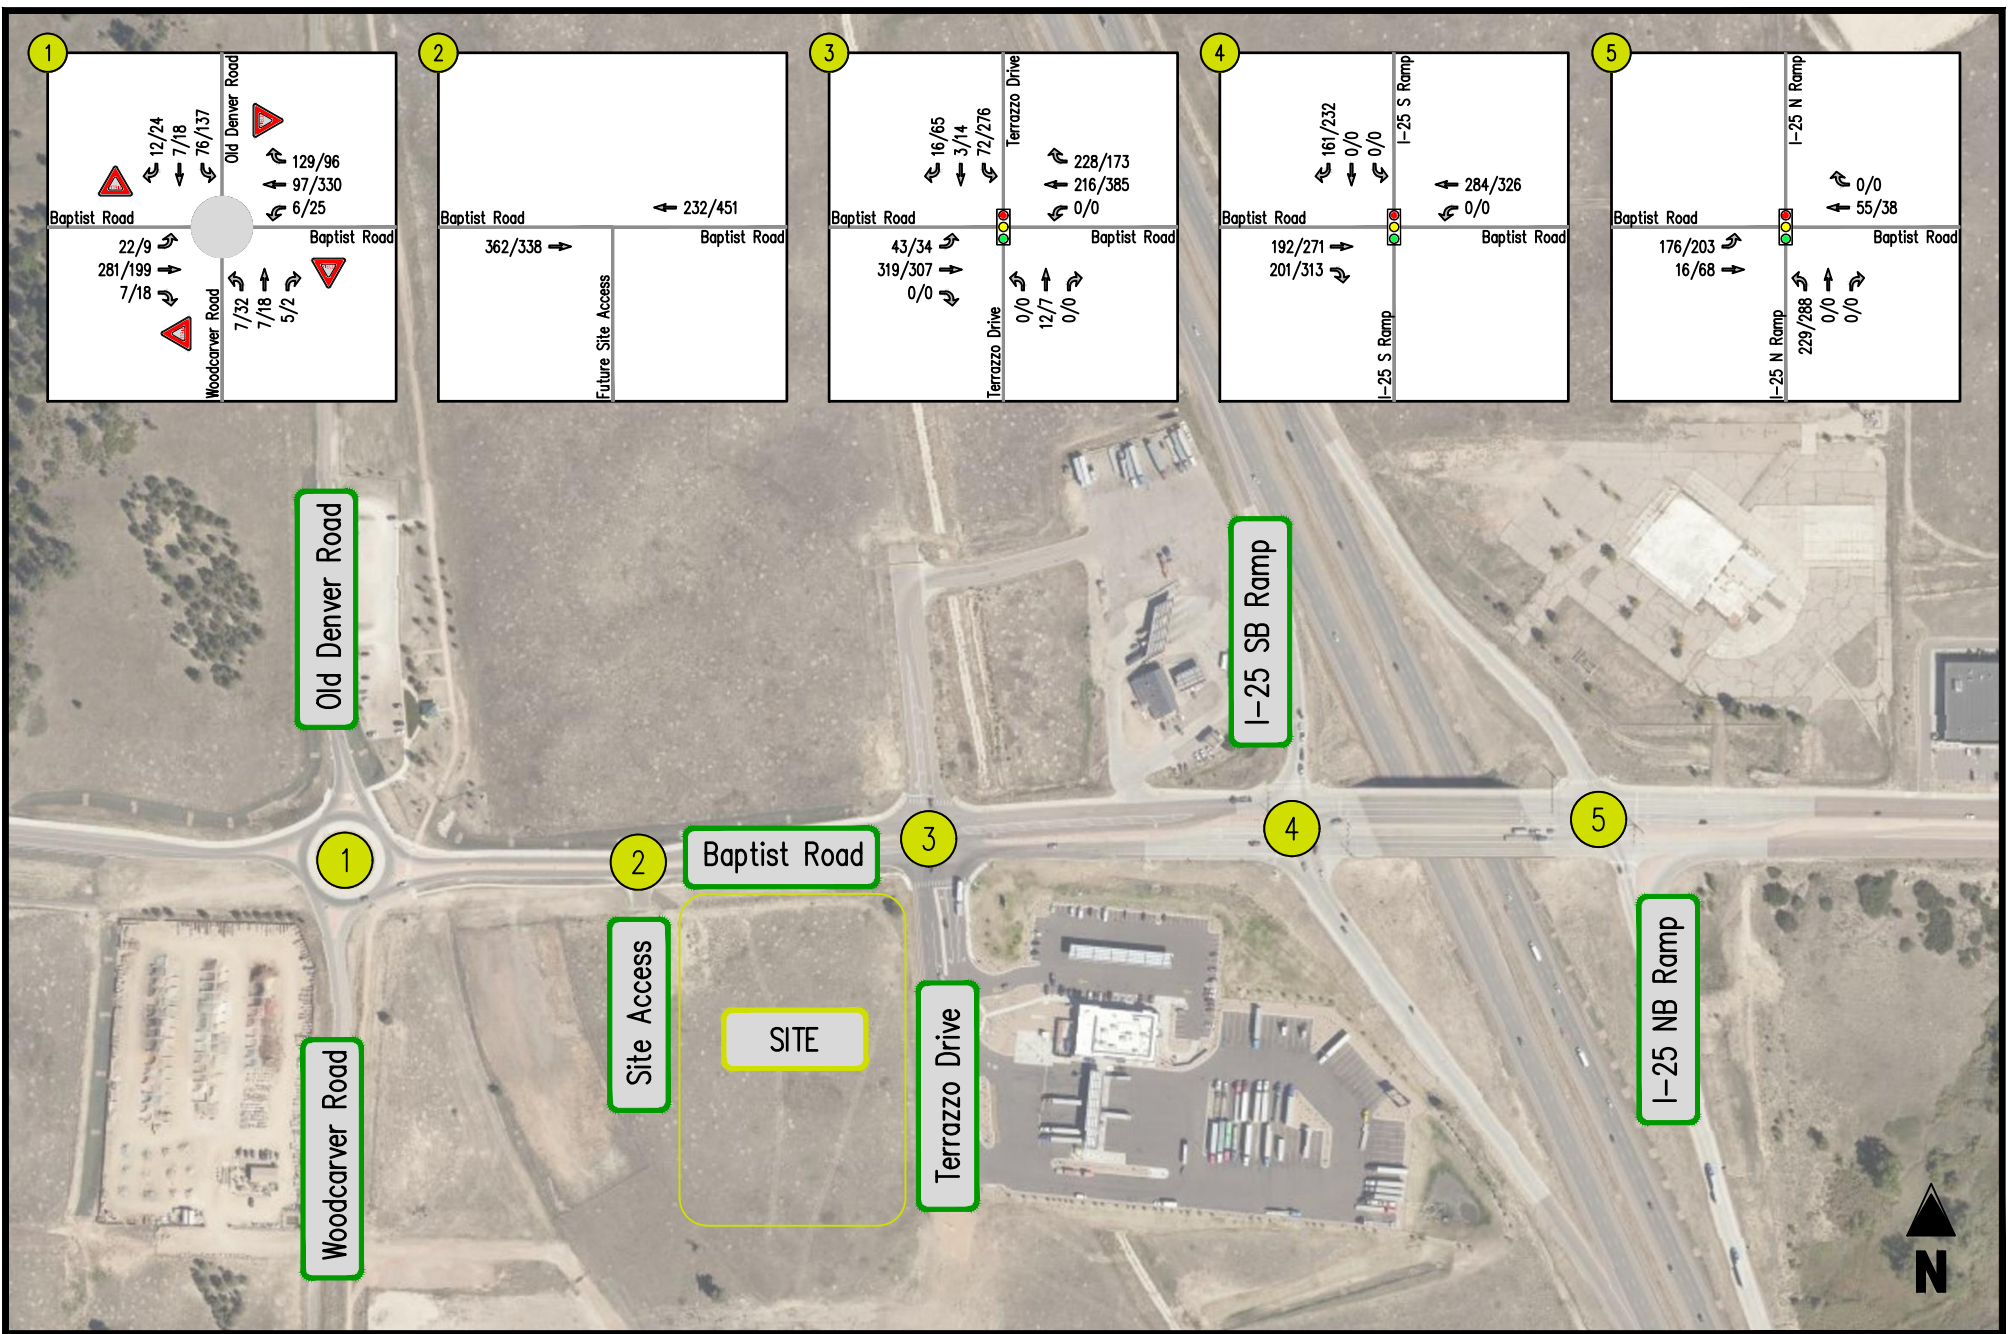 1
Old Denver Road
12/24
7/18
76/137
129/96
97/330
6/25
Baptist Road
Baptist Road
22/9
281/199
7/18
7/32
7/18
5/2
Woodcarver Road
2
232/451
Baptist Road
Baptist Road
362/338
Future Site Access
3
Terrazzo Drive
16/65
3/14
72/276
228/173
216/385
0/0
Baptist Road
Baptist Road
43/34
319/307
0/0
0/0
12/7
0/0
Terrazzo Drive
4
I-25 S Ramp
161/232
0/0
0/0
284/326
0/0
Baptist Road
Baptist Road
192/271
201/313
I-25 S Ramp
5
I-25 N Ramp
0/0
55/38
Baptist Road
Baptist Road
176/203
16/68
229/288
0/0
0/0
I-25 N Ramp
Old Denver Road
I-25 SB Ramp
1
2
Baptist Road
3
4
5
Site Access
SITE
Terrazzo Drive
I-25 NB Ramp
Woodcarver Road
N